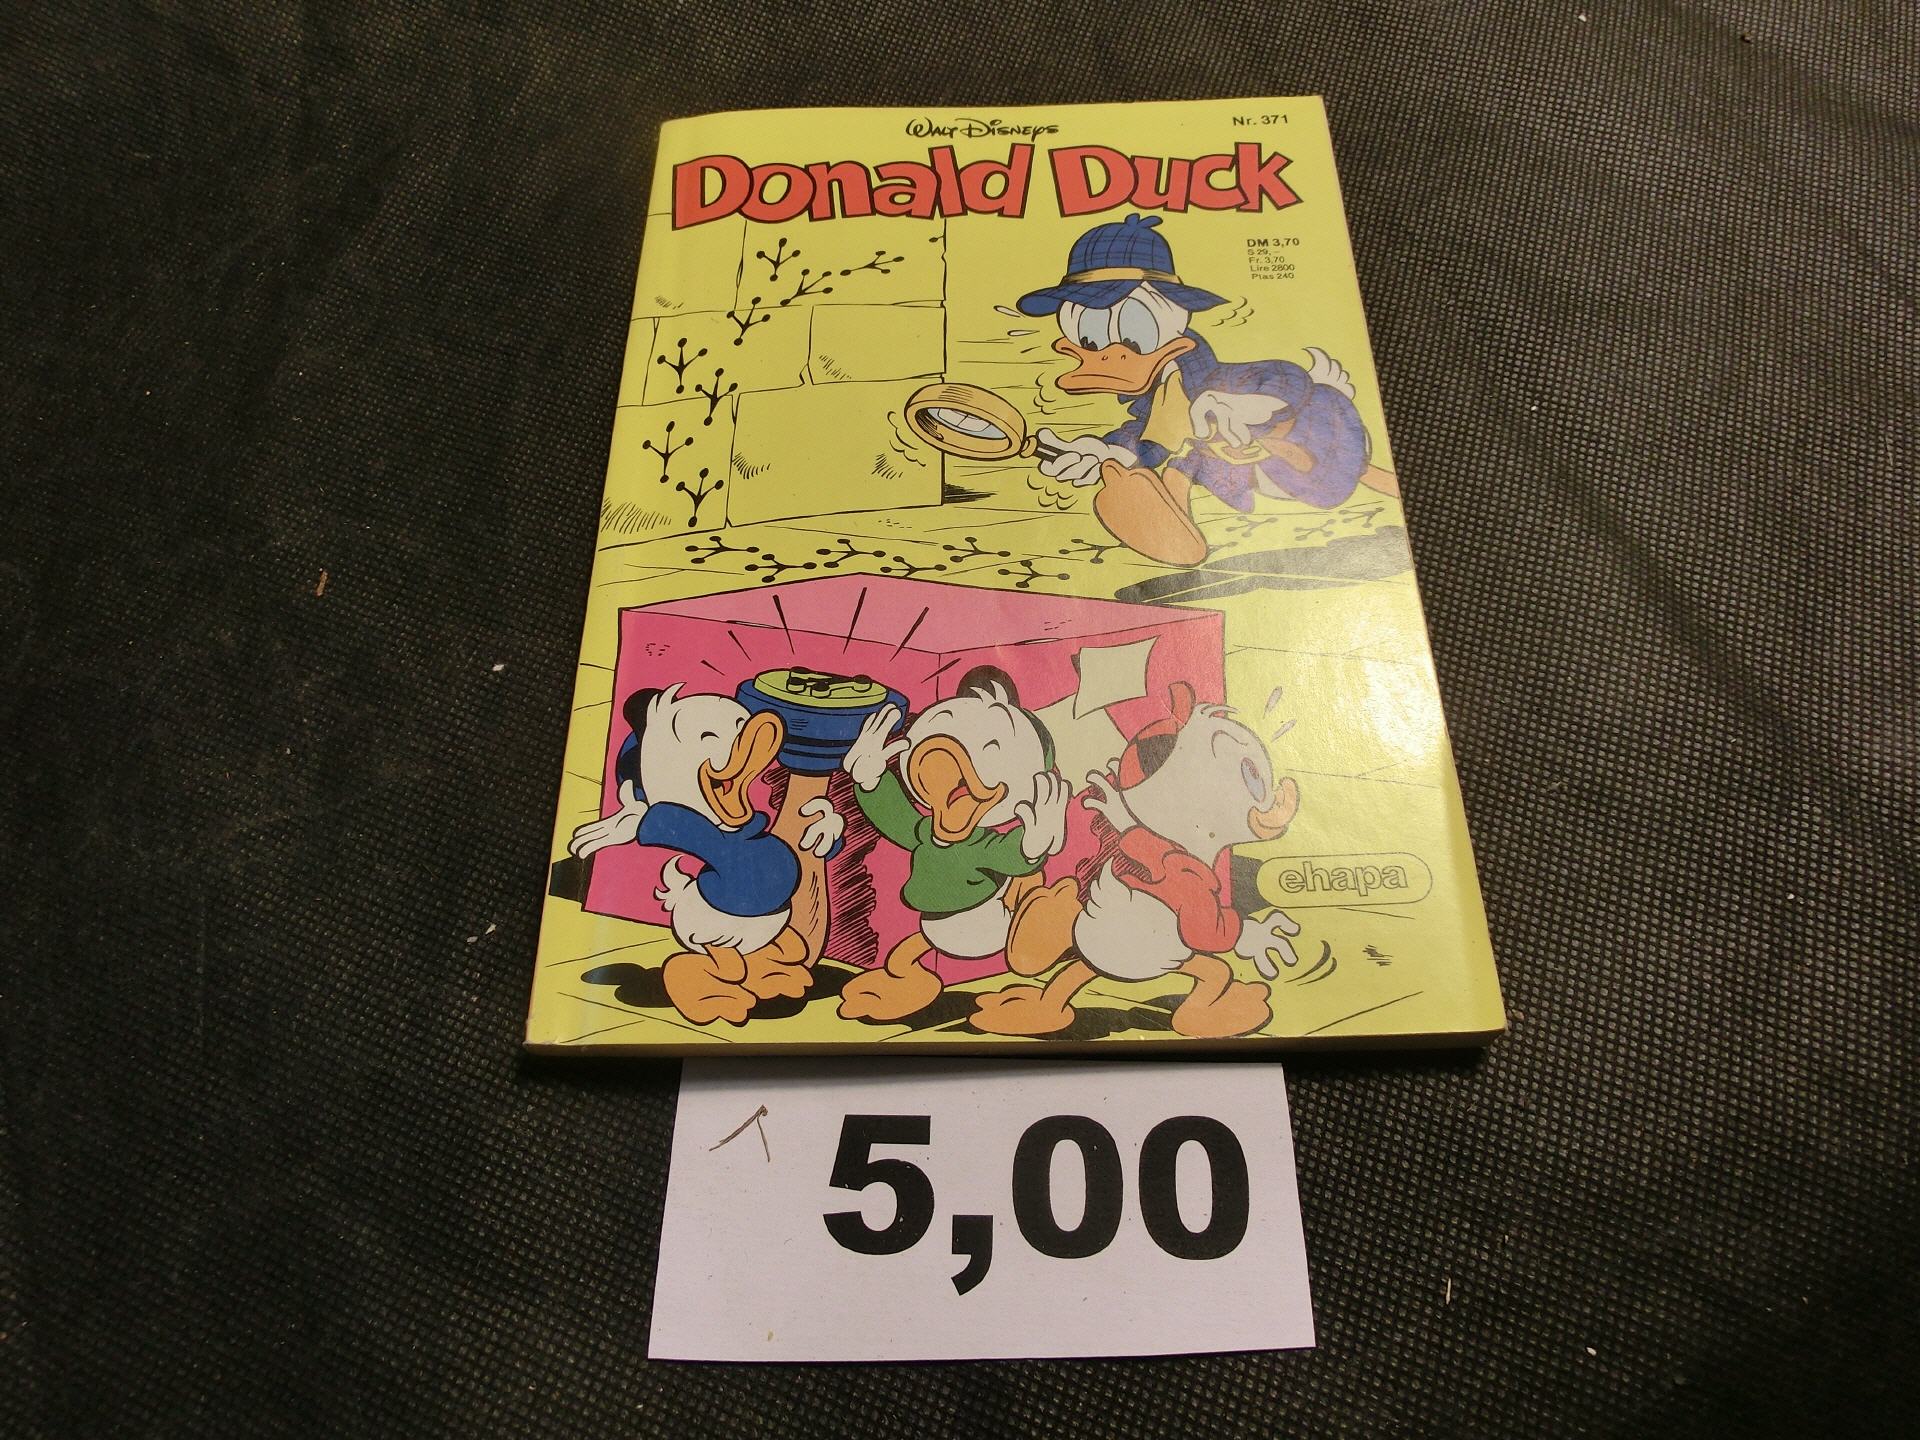 Walt Disneys
Nr. 371
Donald Duck
DM 3,70
S 29,-
Fr. 3,70
Lire 2800
Ptas 240
ehapa
5,00